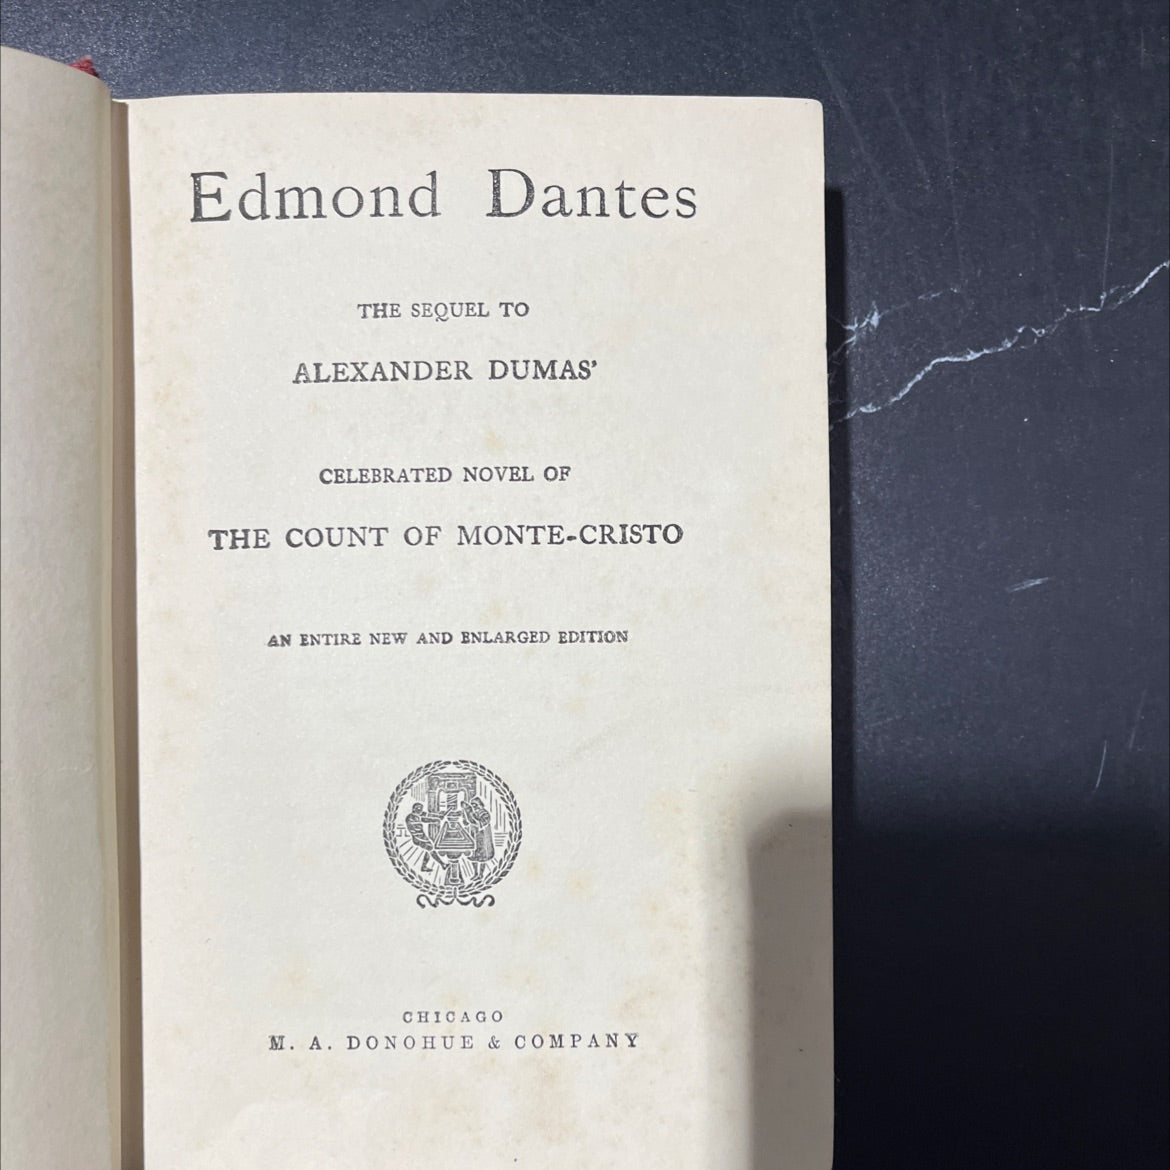 Edmond Dantes
THE SEQUEL TO
ALEXANDER DUMAS'
CELEBRATED NOVEL OF
THE COUNT OF MONTE-CRISTO
AN ENTIRE NEW AND ENLARGED EDITION
CHICAGO
M. A. DONOHUE & COMPANY